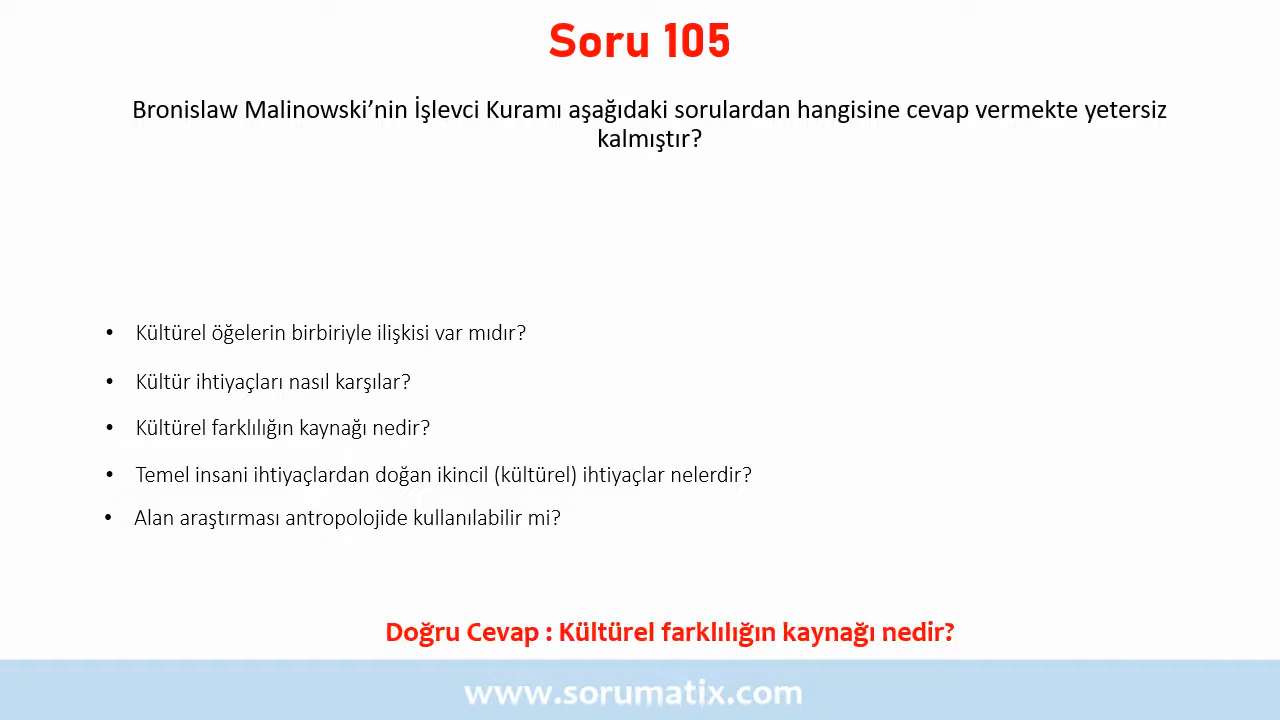 Soru 105
Bronislaw Malinowski’nin İşlevci Kuramı aşağıdaki sorulardan hangisine cevap vermekte yetersiz
kalmıştır?
• Kültürel öğelerin birbiriyle ilişkisi var mıdır?
• Kültür ihtiyaçları nasıl karşılar?
• Kültürel farklılığın kaynağı nedir?
• Temel insani ihtiyaçlardan doğan ikincil (kültürel) ihtiyaçlar nelerdir?
• Alan araştırması antropolojide kullanılabilir mi?
Doğru Cevap : Kültürel farklılığın kaynağı nedir?
www.sorumatix.com